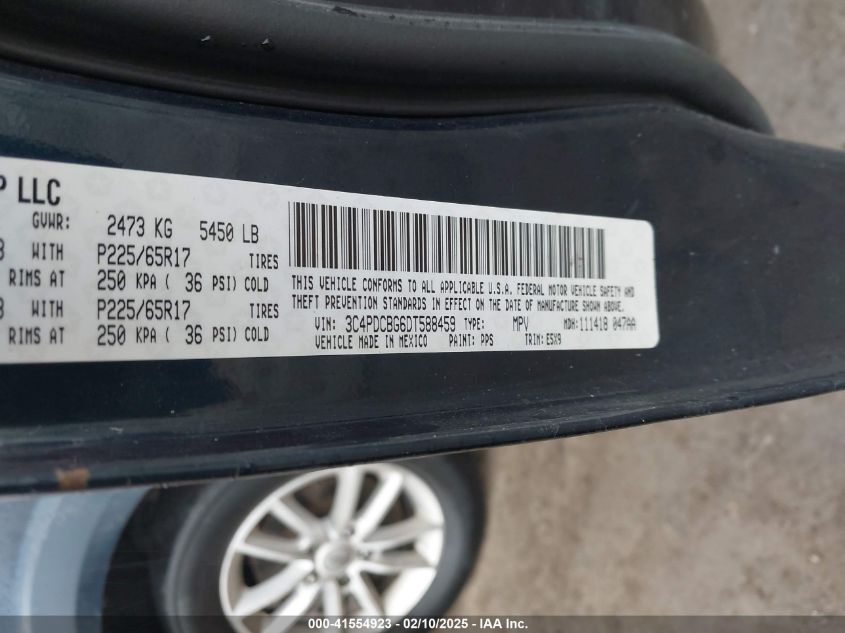 P LLC
GVWR: 2473 KG 5450 LB
WITH P225/65R17 TIRES
RIMS AT 250 KPA ( 36 PSI) COLD
WITH P225/65R17 TIRES
RIMS AT 250 KPA ( 36 PSI) COLD
THIS VEHICLE CONFORMS TO ALL APPLICABLE U.S.A. FEDERAL MOTOR VEHICLE SAFETY AND
THEFT PREVENTION STANDARDS IN EFFECT ON THE DATE OF MANUFACTURE SHOWN ABOVE.
VIN: 3C4PDCBG6DT588459 TYPE: MPV MDH: 111418 047AA
VEHICLE MADE IN MEXICO PAINT: PPS TRIM: E5X9
000-41554923 - 02/10/2025 - IAA Inc.